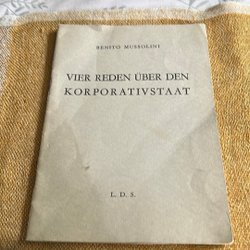 BENITO MUSSOLINI
VIER REDEN ÜBER DEN
KORPORATIVSTAAT
L. D. S.